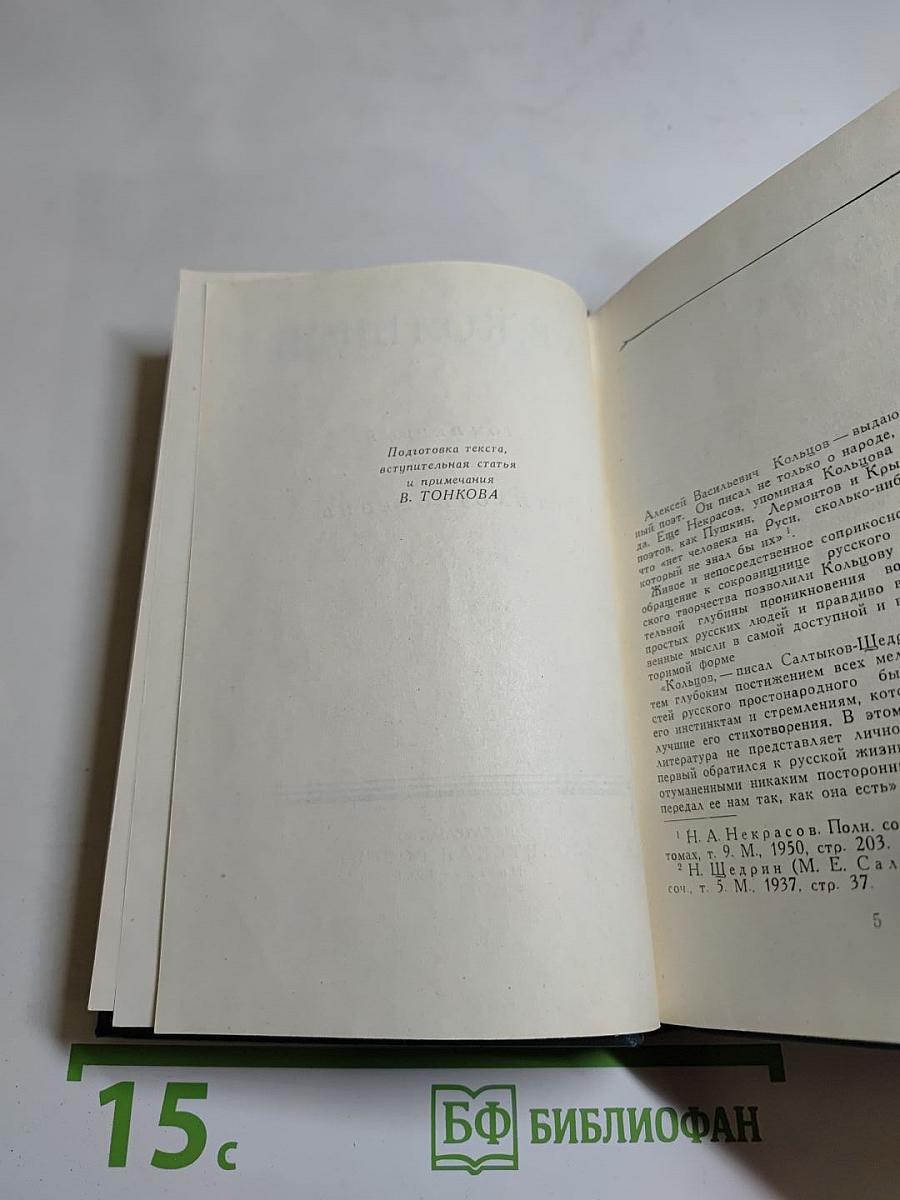 Подготовка текста,
вступительная статья
и примечания
В. ТОНКОВА
Алексей Васильевич Кольцов — выдаю
ный поэт. Он писал не только о народе,
да. Еще Некрасов, упоминая Кольцова
поэтов, как Пушкин, Лермонтов и Кры
что «нет человека на Руси, сколько-ниб
который не знал бы их» 1.
Живое и непосредственное соприкосно
обращение к сокровищнице русского
ского творчества позволили Кольцову
тельной глубины проникновения во
простых русских людей и правдиво в
венные мысли в самой доступной и
торимой форме
«Кольцов, — писал Салтыков-Щедр
тем глубоким постижением всех мел
стей русского простонародного бы
его инстинктам и стремлениям, кото
лучшие его стихотворения. В этом
литература не представляет лично
первый обратился к русской жизни
отуманенными никаким посторонни
передал ее нам так, как она есть»
1 Н. А. Некрасов. Полн. со
томах, т. 9. М., 1950, стр. 203.
2 Н. Щедрин (М. Е. Сал
соч., т. 5. М., 1937, стр. 37.
5
15 с
БФ БИБЛИОФАН